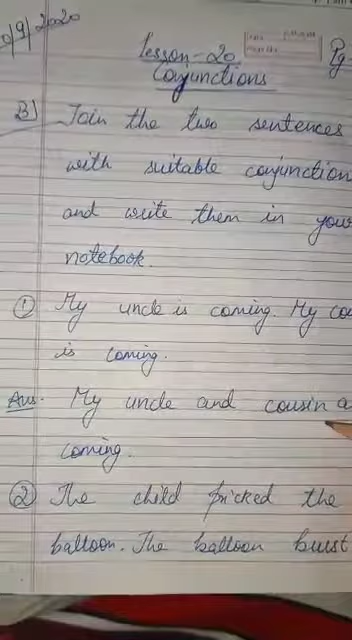 9/2020
Lesson-20 Pg
Conjunctions
B) Join the two sentences
with suitable conjunction
and write them in your
notebook.
① My uncle is coming. My co
is coming.
Ans. My uncle and cousin a
coming.
② The child pricked the
balloon. The balloon burst